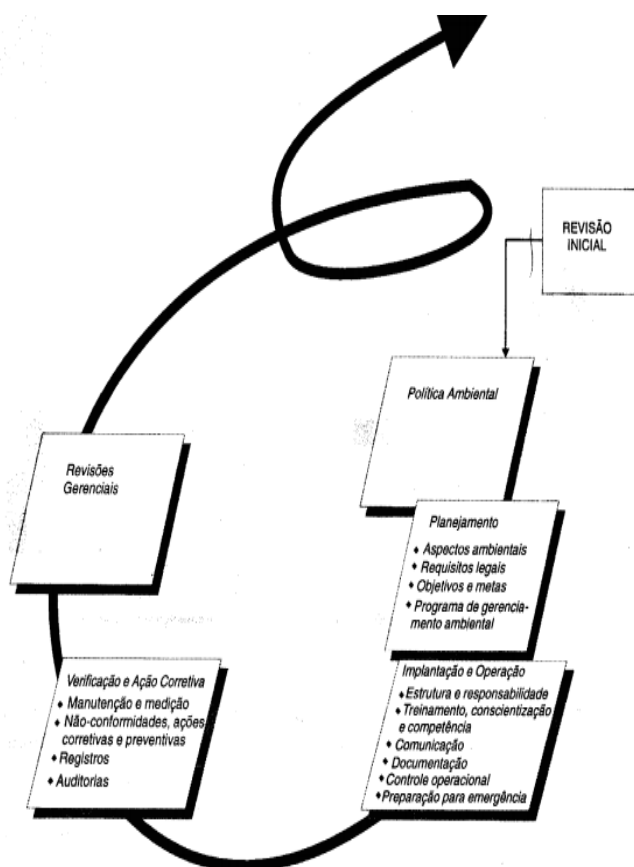 REVISÃO
INICIAL
Política Ambiental
Revisões
Gerenciais
Planejamento
♦ Aspectos ambientais
♦ Requisitos legais
♦ Objetivos e metas
♦ Programa de gerencia-
mento ambiental
Verificação e Ação Corretiva
♦ Manutenção e medição
♦ Não-conformidades, ações
corretivas e preventivas
♦ Registros
♦ Auditorias
Implantação e Operação
♦ Estrutura e responsabilidade
♦ Treinamento, conscientização
e competência
♦ Comunicação
♦ Documentação
♦ Controle operacional
♦ Preparação para emergência